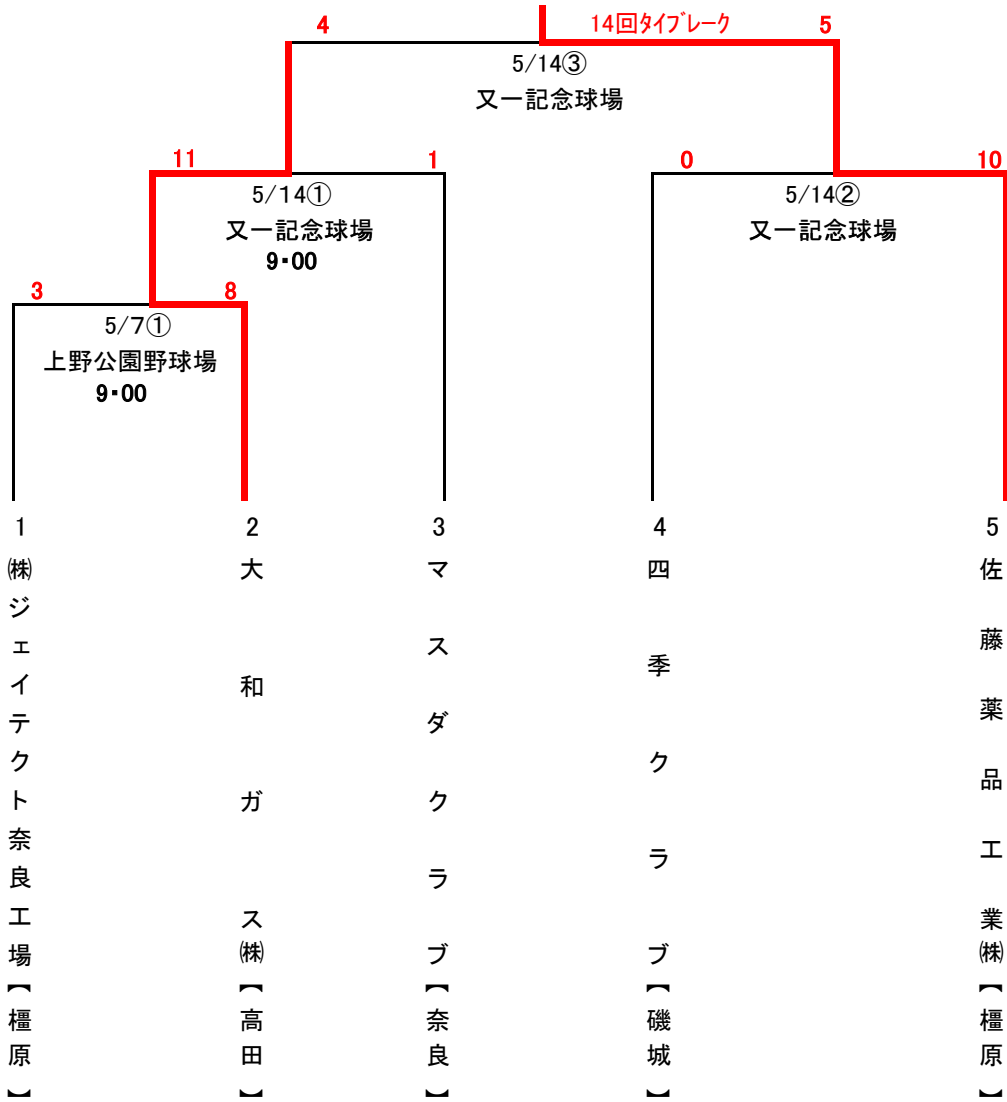 4 14回タイブレーク 5
5/14③
又一記念球場
11 1 0 10
5/14① 5/14②
又一記念球場 又一記念球場
9・00
3 8
5/7①
上野公園野球場
9・00
1 2 3 4 5
㈱ジェイテクト奈良工場【橿原】
大和ガス㈱【高田】
マスダクラブ【奈良】
四季クラブ【磯城】
佐藤薬品工業㈱【橿原】